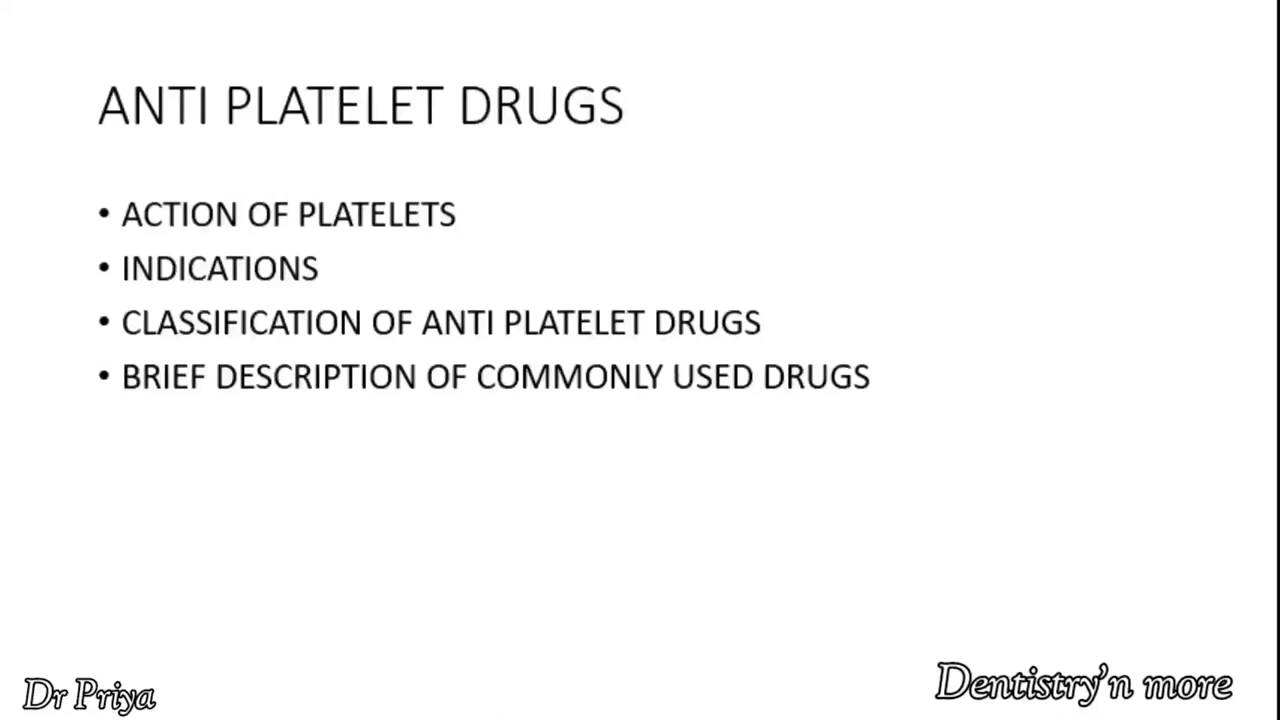 ANTI PLATELET DRUGS
• ACTION OF PLATELETS
• INDICATIONS
• CLASSIFICATION OF ANTI PLATELET DRUGS
• BRIEF DESCRIPTION OF COMMONLY USED DRUGS
Dr Priya
Dentistry'n more